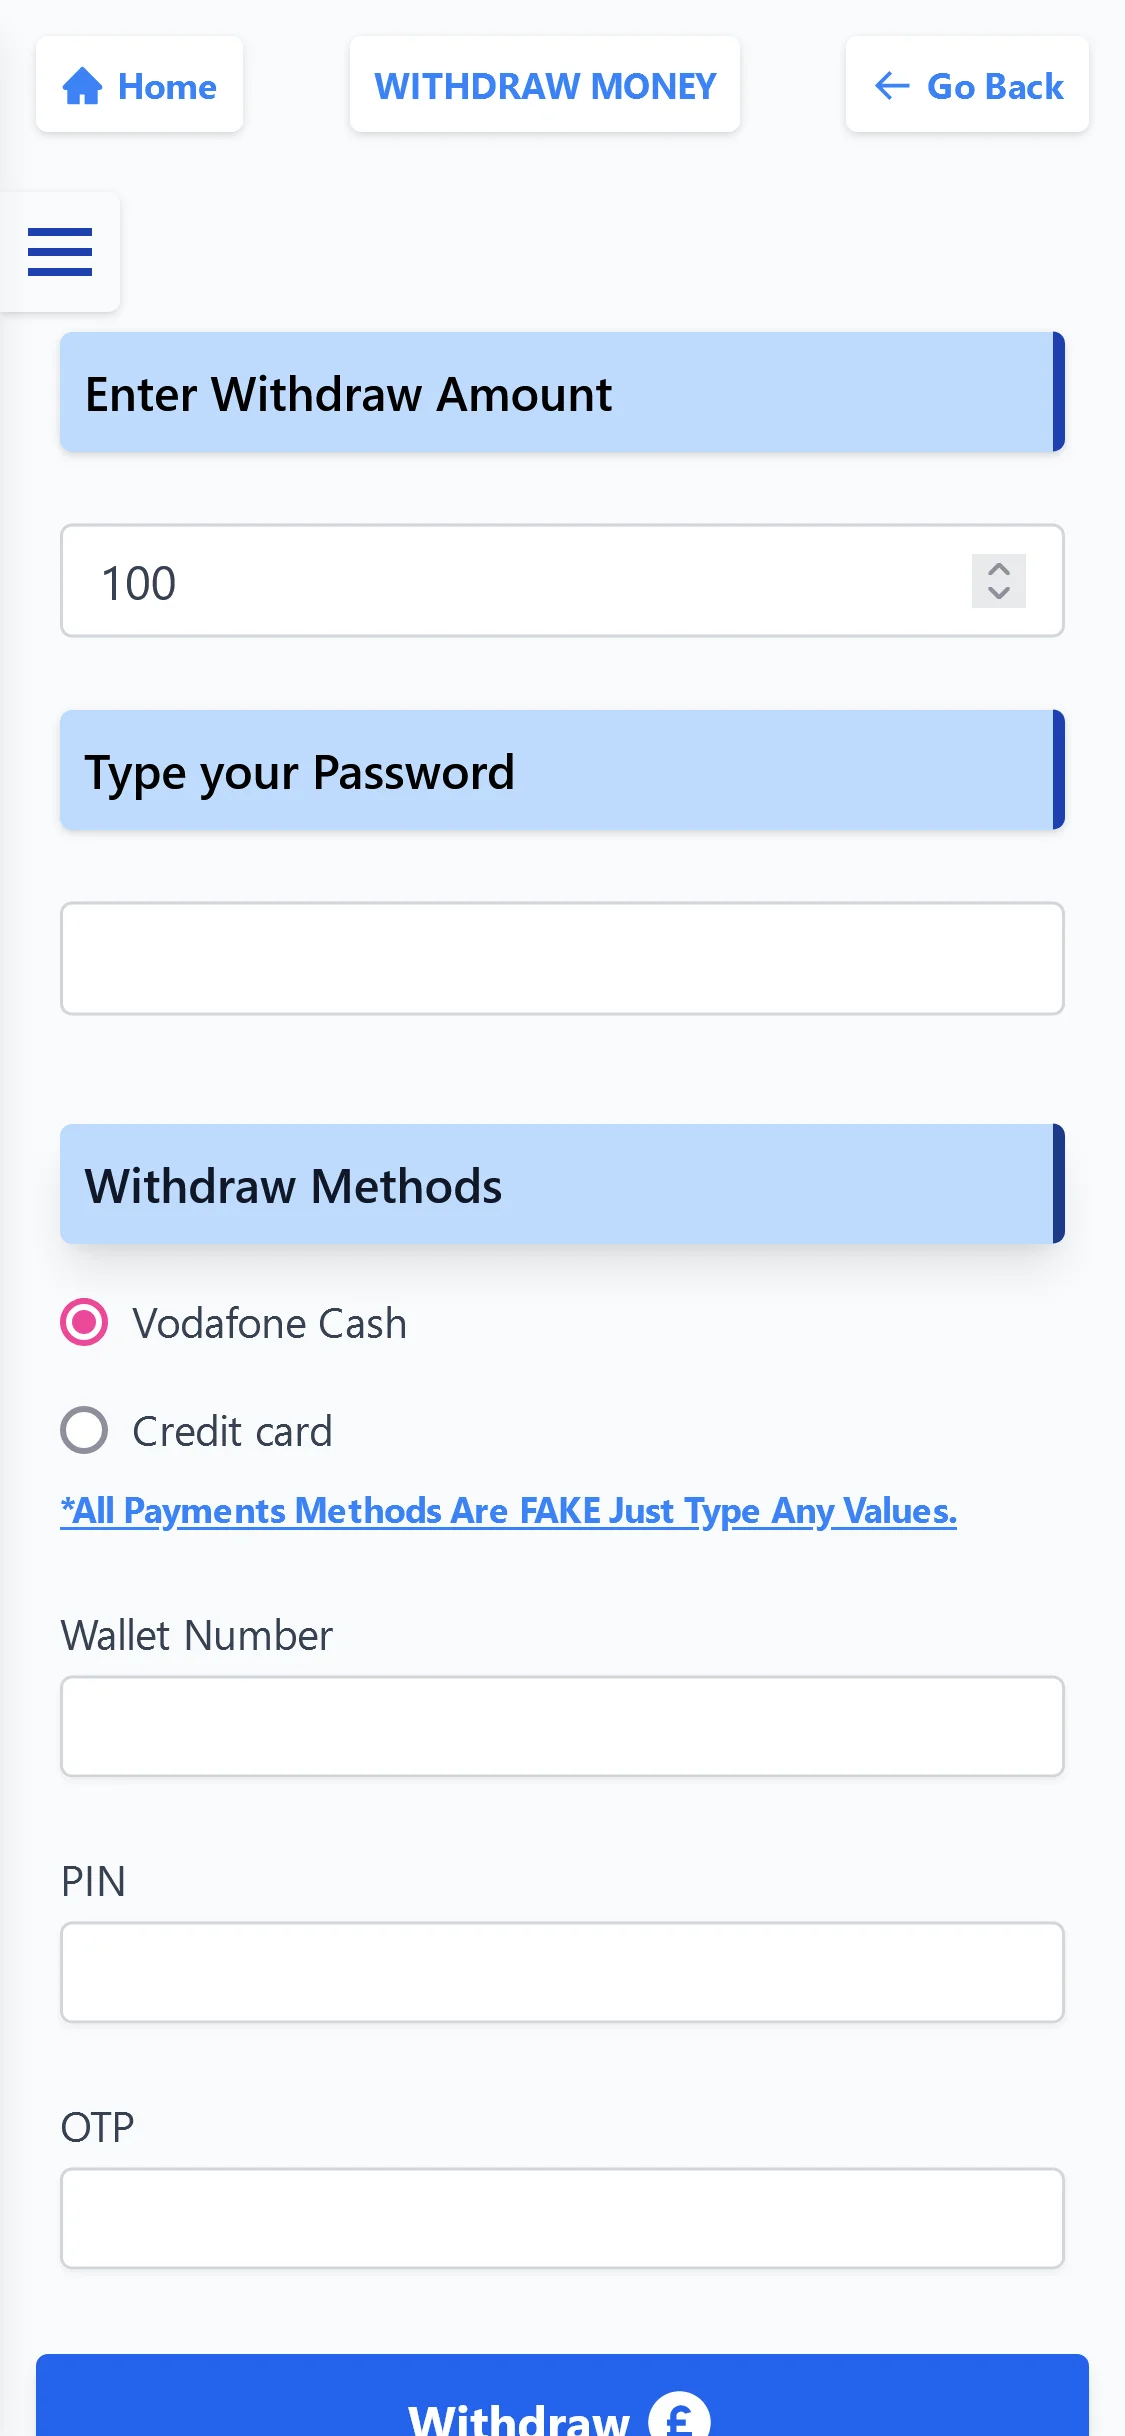 Home
WITHDRAW MONEY
Go Back
Enter Withdraw Amount
100
Type your Password
Withdraw Methods
Vodafone Cash
Credit card
*All Payments Methods Are FAKE Just Type Any Values.
Wallet Number
PIN
OTP
Withdraw £